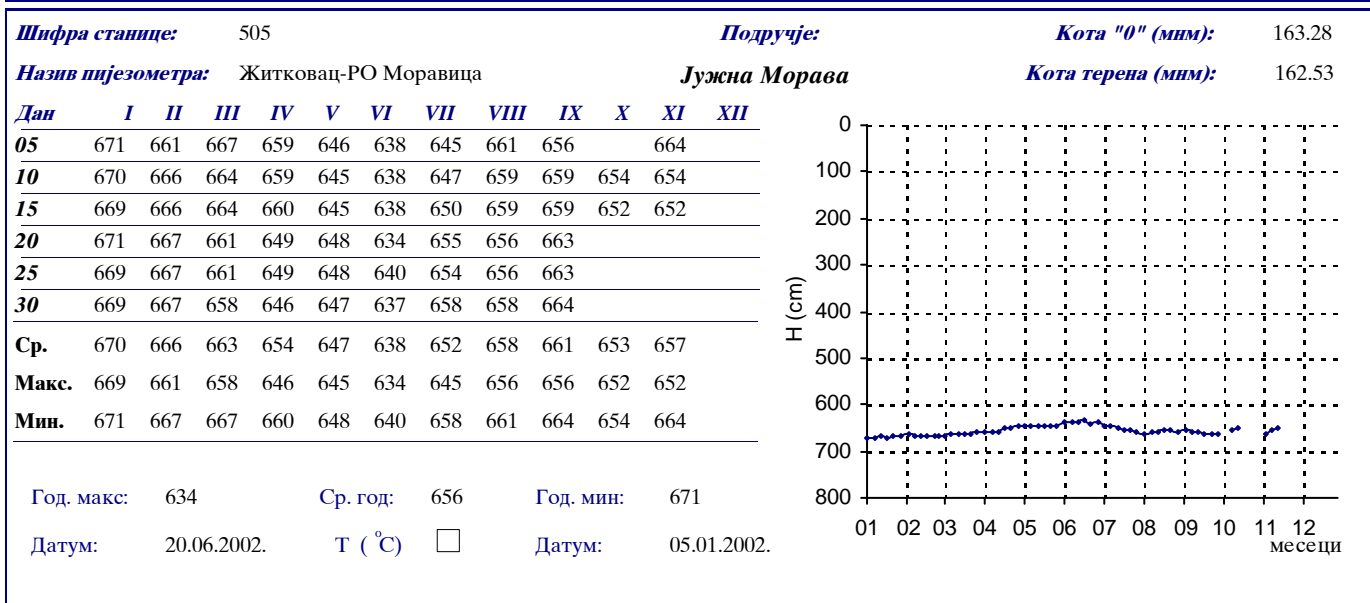 Шифра станице: 505 Подручје: Кота "0" (мнм): 163.28
Назив пијезометра: Житковац-РО Моравица Јужна Морава Кота терена (мнм): 162.53
Дан I II III IV V VI VII VIII IX X XI XII
05 671 661 667 659 646 638 645 661 656 664
10 670 666 664 659 645 638 647 659 659 654 654
15 669 666 664 660 645 638 650 659 659 652 652
20 671 667 661 649 648 634 655 656 663
25 669 667 661 649 648 640 654 656 663
30 669 667 658 646 647 637 658 658 664
Ср. 670 666 663 654 647 638 652 658 661 653 657
Макс. 669 661 658 646 645 634 645 656 656 652 652
Мин. 671 667 667 660 648 640 658 661 664 654 664
Год. макс: 634 Ср. год: 656 Год. мин: 671
Датум: 20.06.2002. Т ( °C) Датум: 05.01.2002.
H (cm)
0
100
200
300
400
500
600
700
800
01 02 03 04 05 06 07 08 09 10 11 12
месеци